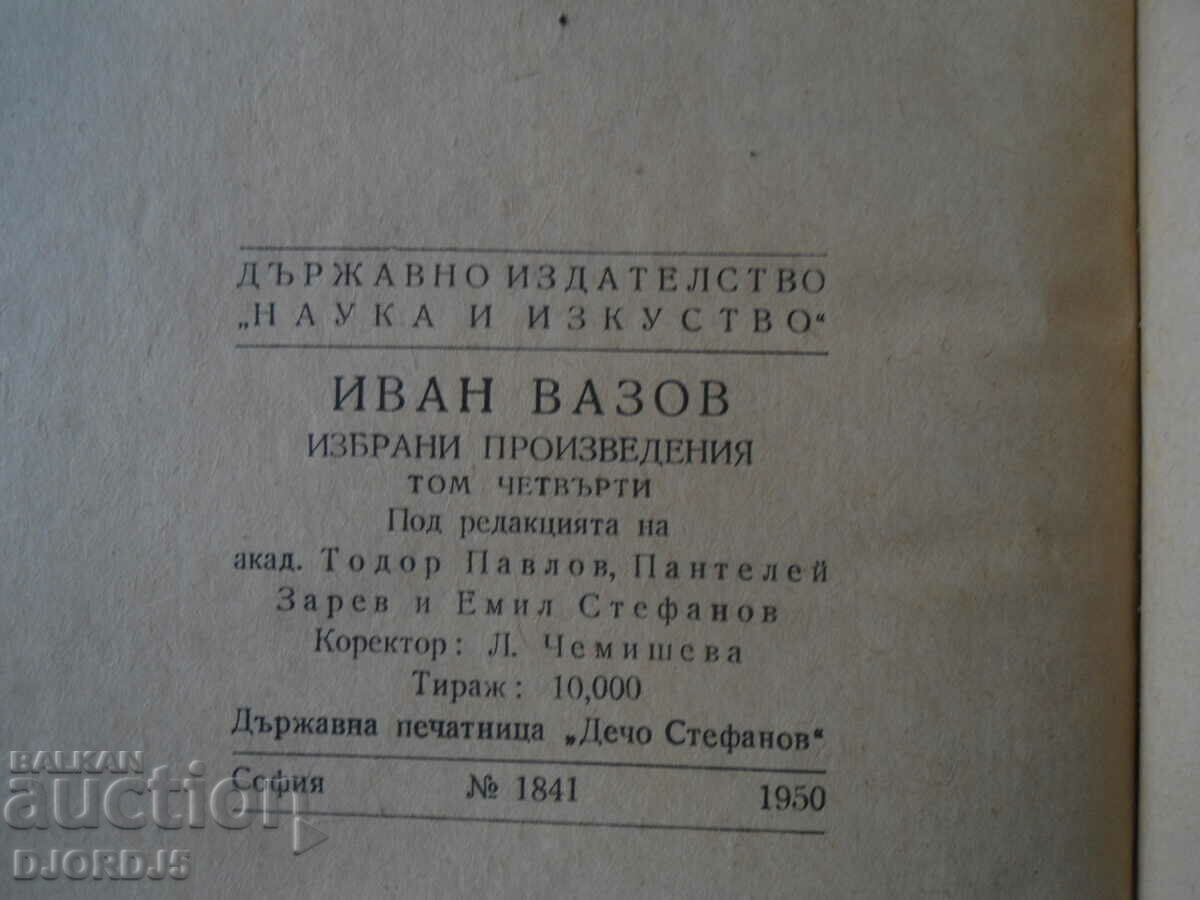 ДЪРЖАВНО ИЗДАТЕЛСТВО
„НАУКА И ИЗКУСТВО“
ИВАН ВАЗОВ
ИЗБРАНИ ПРОИЗВЕДЕНИЯ
ТОМ ЧЕТВЪРТИ
Под редакцията на
акад. Тодор Павлов, Пантелей
Зарев и Емил Стефанов
Коректор: Л. Чемишева
Тираж: 10,000
Държавна печатница „Дечо Стефанов“
София № 1841 1950
BALKAN
auction
DJORDJ5